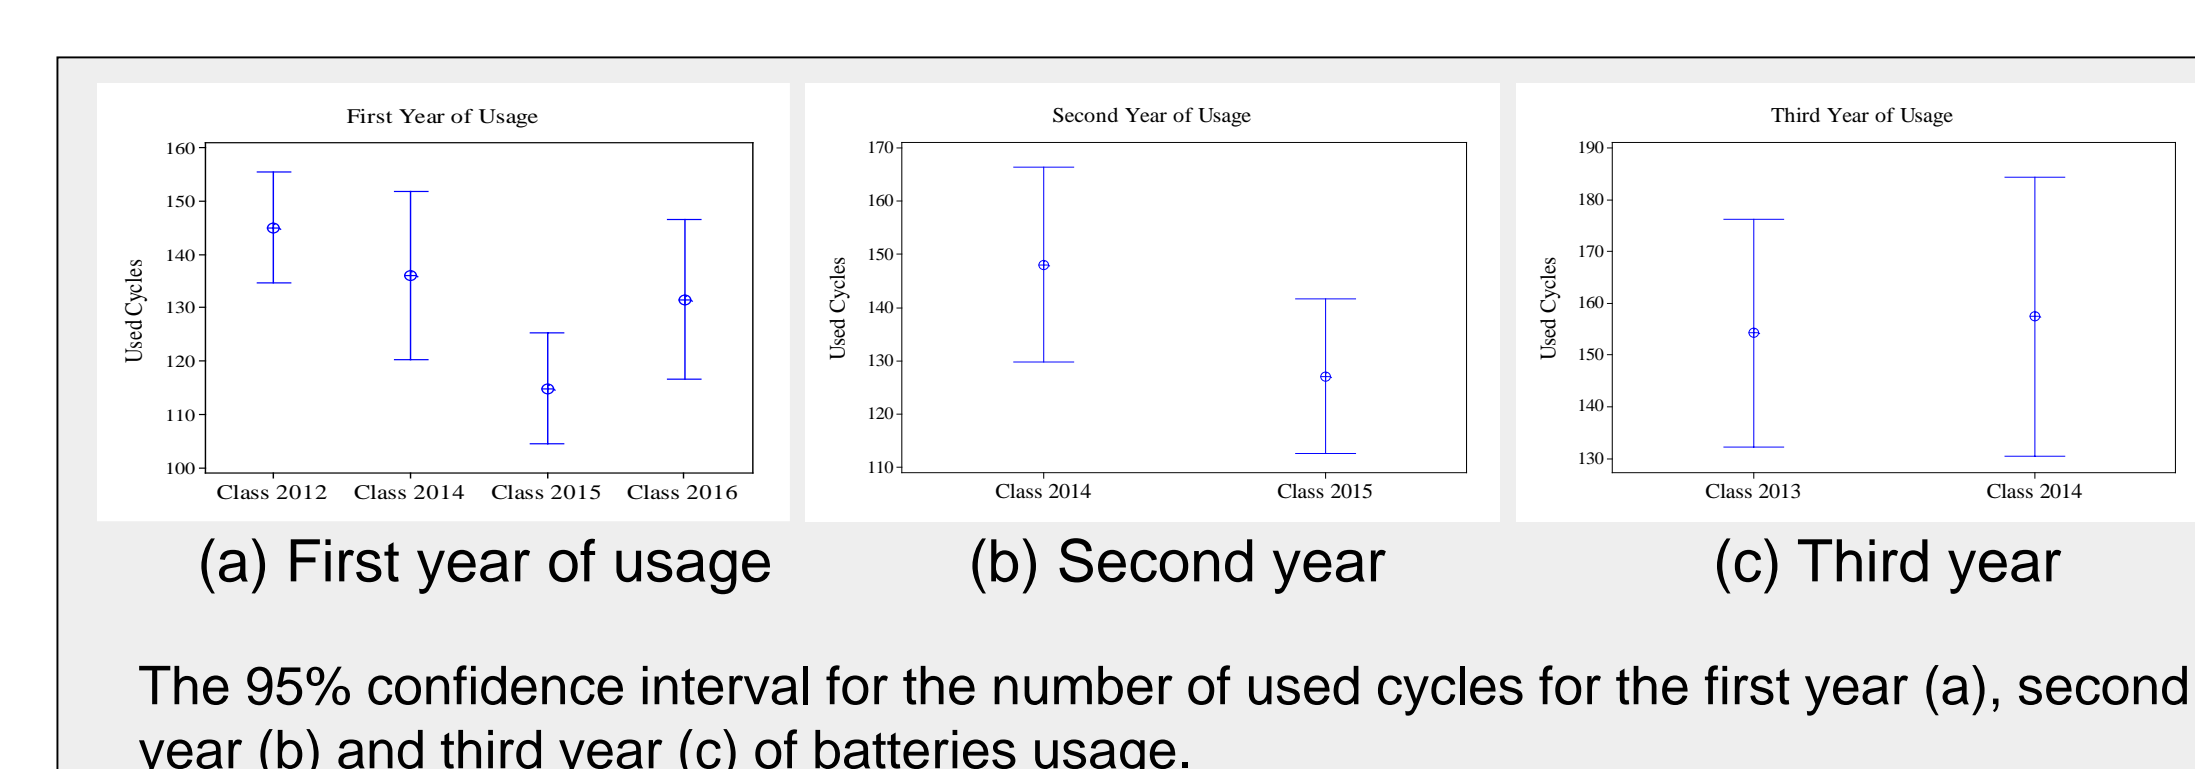 First Year of Usage
160
150
140
130
120
110
100
Used Cycles
Class 2012 Class 2014 Class 2015 Class 2016
Second Year of Usage
170
160
150
140
130
120
110
Used Cycles
Class 2014 Class 2015
Third Year of Usage
190
180
170
160
150
140
130
Used Cycles
Class 2013 Class 2014
(a) First year of usage
(b) Second year
(c) Third year
The 95% confidence interval for the number of used cycles for the first year (a), second
year (b) and third year (c) of batteries usage.